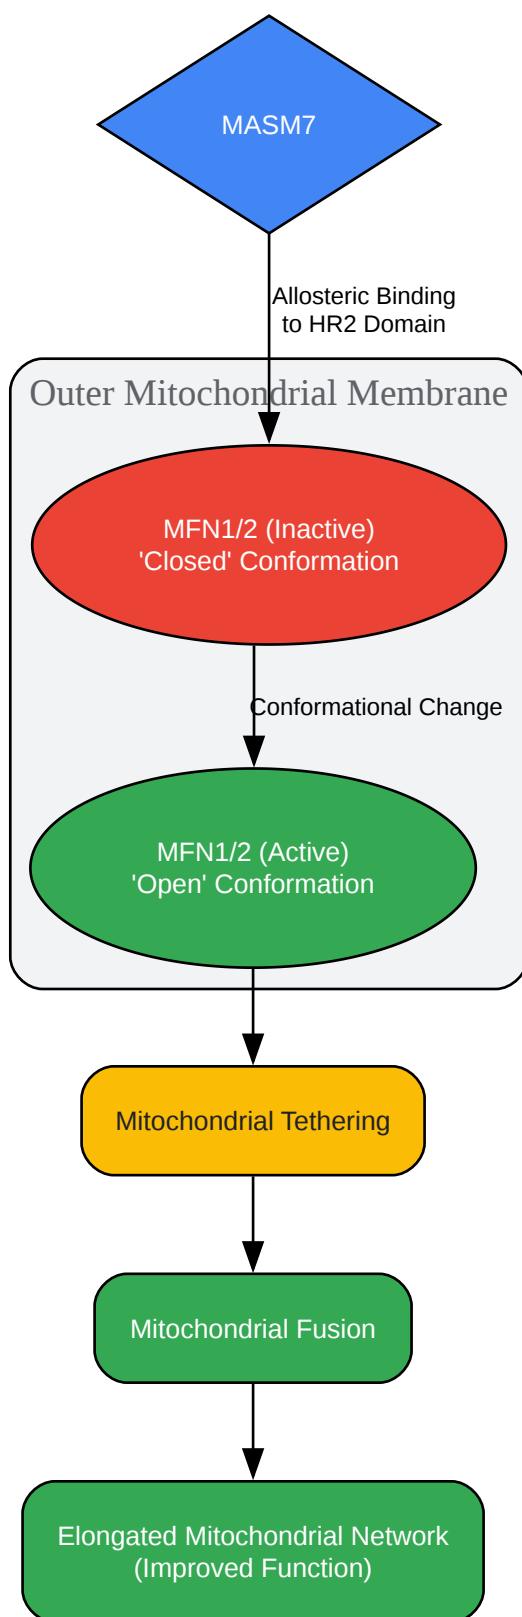 MASM7
Allosteric Binding
to HR2 Domain
Outer Mitochondrial Membrane
MFN1/2 (Inactive)
'Closed' Conformation
Conformational Change
MFN1/2 (Active)
'Open' Conformation
Mitochondrial Tethering
Mitochondrial Fusion
Elongated Mitochondrial Network
(Improved Function)